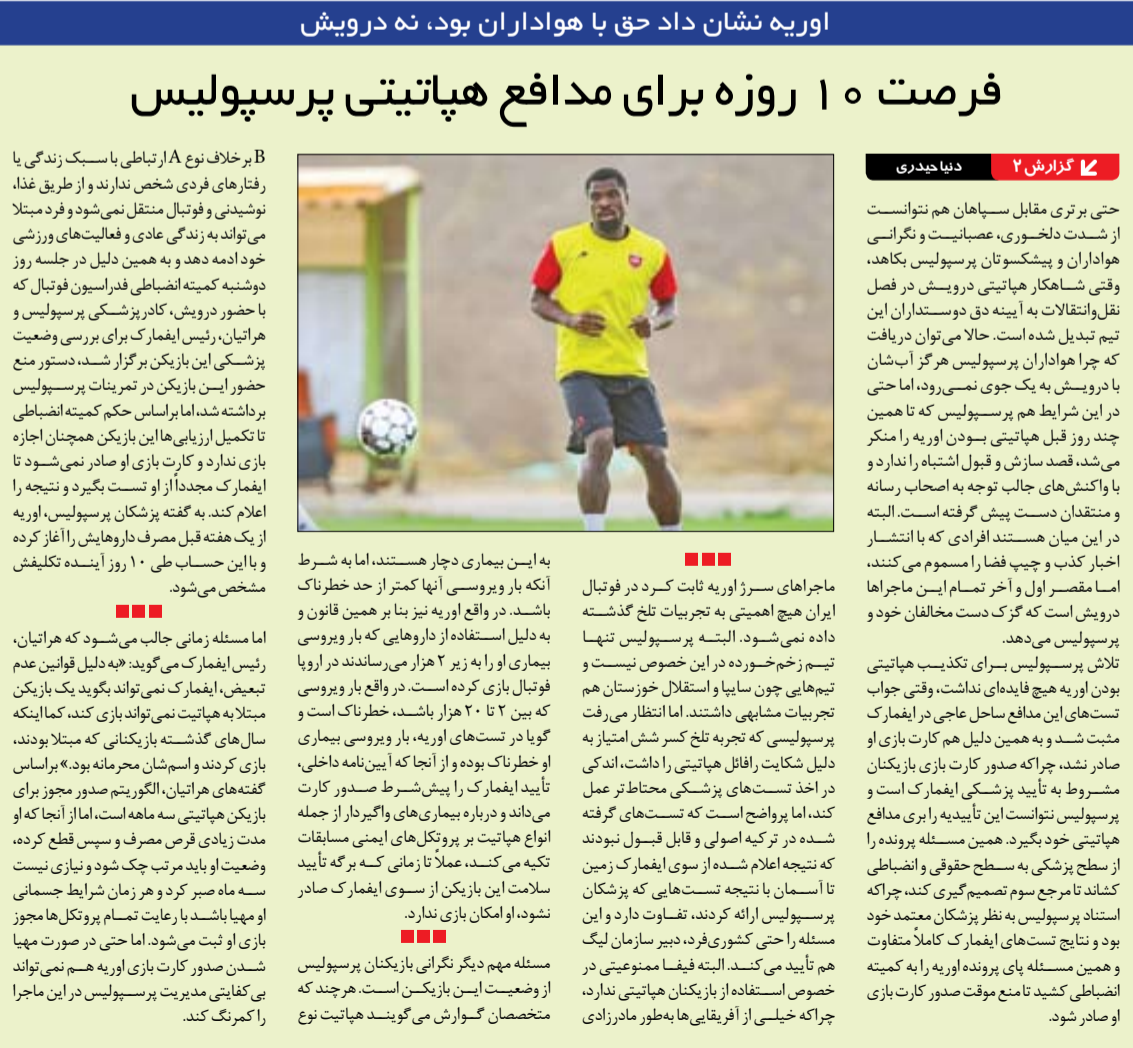 اوریه نشان داد حق با هواداران بود، نه درویش
فرصت ۱۰ روزه برای مدافع هپاتیتی پرسپولیس
گزارش ۲
دنیا حیدری
حتی برتری مقابل سپاهان هم نتوانست
از شدت دلخوری، عصبانیت و نگرانی
هواداران و پیشکسوتان پرسپولیس بکاهد،
وقتی شاهکار هپاتیتی درویش در فصل
نقل‌وانتقالات به آیینه دق دوستداران این
تیم تبدیل شده است. حالا می‌توان دریافت
که چرا هواداران پرسپولیس هرگز آب‌شان
با درویش به یک جوی نمی‌رود، اما حتی
در این شرایط هم پرسپولیس که تا همین
چند روز قبل هپاتیتی بودن اوریه را منکر
می‌شد، قصد سازش و قبول اشتباه را ندارد و
با واکنش‌های جالب توجه به اصحاب رسانه
و منتقدان دست پیش گرفته است. البته
در این میان هستند افرادی که با انتشار
اخبار کذب و چیپ فضا را مسموم می‌کنند،
اما مقصر اول و آخر تمام این ماجراها
درویش است که گزک دست مخالفان خود و
پرسپولیس می‌دهد.
تلاش پرسپولیس برای تکذیب هپاتیتی
بودن اوریه هیچ فایده‌ای نداشت، وقتی جواب
تست‌های این مدافع ساحل عاجی در ایفمارک
مثبت شد و به همین دلیل هم کارت بازی او
صادر نشد، چراکه صدور کارت بازی بازیکنان
مشروط به تأیید پزشکی ایفمارک است و
پرسپولیس نتوانست این تأییدیه را بری مدافع
هپاتیتی خود بگیرد. همین مسئله پرونده را
از سطح پزشکی به سطح حقوقی و انضباطی
کشاند تا مرجع سوم تصمیم‌گیری کند، چراکه
استناد پرسپولیس به نظر پزشکان معتمد خود
بود و نتایج تست‌های ایفمارک کاملاً متفاوت
و همین مسئله پای پرونده اوریه را به کمیته
انضباطی کشید تا منع موقت صدور کارت بازی
او صادر شود.
ماجراهای سرژ اوریه ثابت کرد در فوتبال
ایران هیچ اهمیتی به تجربیات تلخ گذشته
داده نمی‌شود. البته پرسپولیس تنها
تیم زخم‌خورده در این خصوص نیست و
تیم‌هایی چون سایپا و استقلال خوزستان هم
تجربیات مشابهی داشتند. اما انتظار می‌رفت
پرسپولیسی که تجربه تلخ کسر شش امتیاز به
دلیل شکایت رافائل هپاتیتی را داشت، اندکی
در اخذ تست‌های پزشکی محتاط‌تر عمل
کند، اما پرواضح است که تست‌های گرفته
شده در ترکیه اصولی و قابل قبول نبودند
که نتیجه اعلام شده از سوی ایفمارک زمین
تا آسمان با نتیجه تست‌هایی که پزشکان
پرسپولیس ارائه کردند، تفاوت دارد و این
مسئله را حتی کشوری‌فرد، دبیر سازمان لیگ
هم تأیید می‌کند. البته فیفا ممنوعیتی در
خصوص استفاده از بازیکنان هپاتیتی ندارد،
چراکه خیلی از آفریقایی‌ها به‌طور مادرزادی
به این بیماری دچار هستند، اما به شرط
آنکه بار ویروسی آنها کمتر از حد خطرناک
باشد. در واقع اوریه نیز بنا بر همین قانون و
به دلیل استفاده از داروهایی که بار ویروسی
بیماری او را به زیر ۲ هزار می‌رساندند در اروپا
فوتبال بازی کرده است. در واقع بار ویروسی
که بین ۲ تا ۲۰ هزار باشد، خطرناک است و
گویا در تست‌های اوریه، بار ویروسی بیماری
او خطرناک بوده و از آنجا که آیین‌نامه داخلی،
تأیید ایفمارک را پیش‌شرط صدور کارت
می‌داند و درباره بیماری‌های واگیردار از جمله
انواع هپاتیت بر پروتکل‌های ایمنی مسابقات
تکیه می‌کند، عملاً تا زمانی که برگه تأیید
سلامت این بازیکن از سوی ایفمارک صادر
نشود، او امکان بازی ندارد.
مسئله مهم دیگر نگرانی بازیکنان پرسپولیس
از وضعیت این بازیکن است. هرچند که
متخصصان گوارش می‌گویند هپاتیت نوع
B برخلاف نوع A ارتباطی با سبک زندگی یا
رفتارهای فردی شخص ندارند و از طریق غذا،
نوشیدنی و فوتبال منتقل نمی‌شود و فرد مبتلا
می‌تواند به زندگی عادی و فعالیت‌های ورزشی
خود ادمه دهد و به همین دلیل در جلسه روز
دوشنبه کمیته انضباطی فدراسیون فوتبال که
با حضور درویش، کادرپزشکی پرسپولیس و
هراتیان، رئیس ایفمارک برای بررسی وضعیت
پزشکی این بازیکن برگزار شد، دستور منع
حضور این بازیکن در تمرینات پرسپولیس
برداشته شد، اما براساس حکم کمیته انضباطی
تا تکمیل ارزیابی‌ها این بازیکن همچنان اجازه
بازی ندارد و کارت بازی او صادر نمی‌شود تا
ایفمارک مجدداً از او تست بگیرد و نتیجه را
اعلام کند. به گفته پزشکان پرسپولیس، اوریه
از یک هفته قبل مصرف داروهایش را آغاز کرده
و با این حساب طی ۱۰ روز آینده تکلیفش
مشخص می‌شود.
اما مسئله زمانی جالب می‌شود که هراتیان،
رئیس ایفمارک می‌گوید: «به دلیل قوانین عدم
تبعیض، ایفمارک نمی‌تواند بگوید یک بازیکن
مبتلا به هپاتیت نمی‌تواند بازی کند، کما اینکه
سال‌های گذشته بازیکنانی که مبتلا بودند،
بازی کردند و اسم‌شان محرمانه بود.» براساس
گفته‌های هراتیان، الگوریتم صدور مجوز برای
بازیکن هپاتیتی سه ماهه است، اما از آنجا که او
مدت زیادی قرص مصرف و سپس قطع کرده،
وضعیت او باید مرتب چک شود و نیازی نیست
سه ماه صبر کرد و هر زمان شرایط جسمانی
او مهیا باشد با رعایت تمام پروتکل‌ها مجوز
بازی او ثبت می‌شود. اما حتی در صورت مهیا
شدن صدور کارت بازی اوریه هم نمی‌تواند
بی‌کفایتی مدیریت پرسپولیس در این ماجرا
را کمرنگ کند.